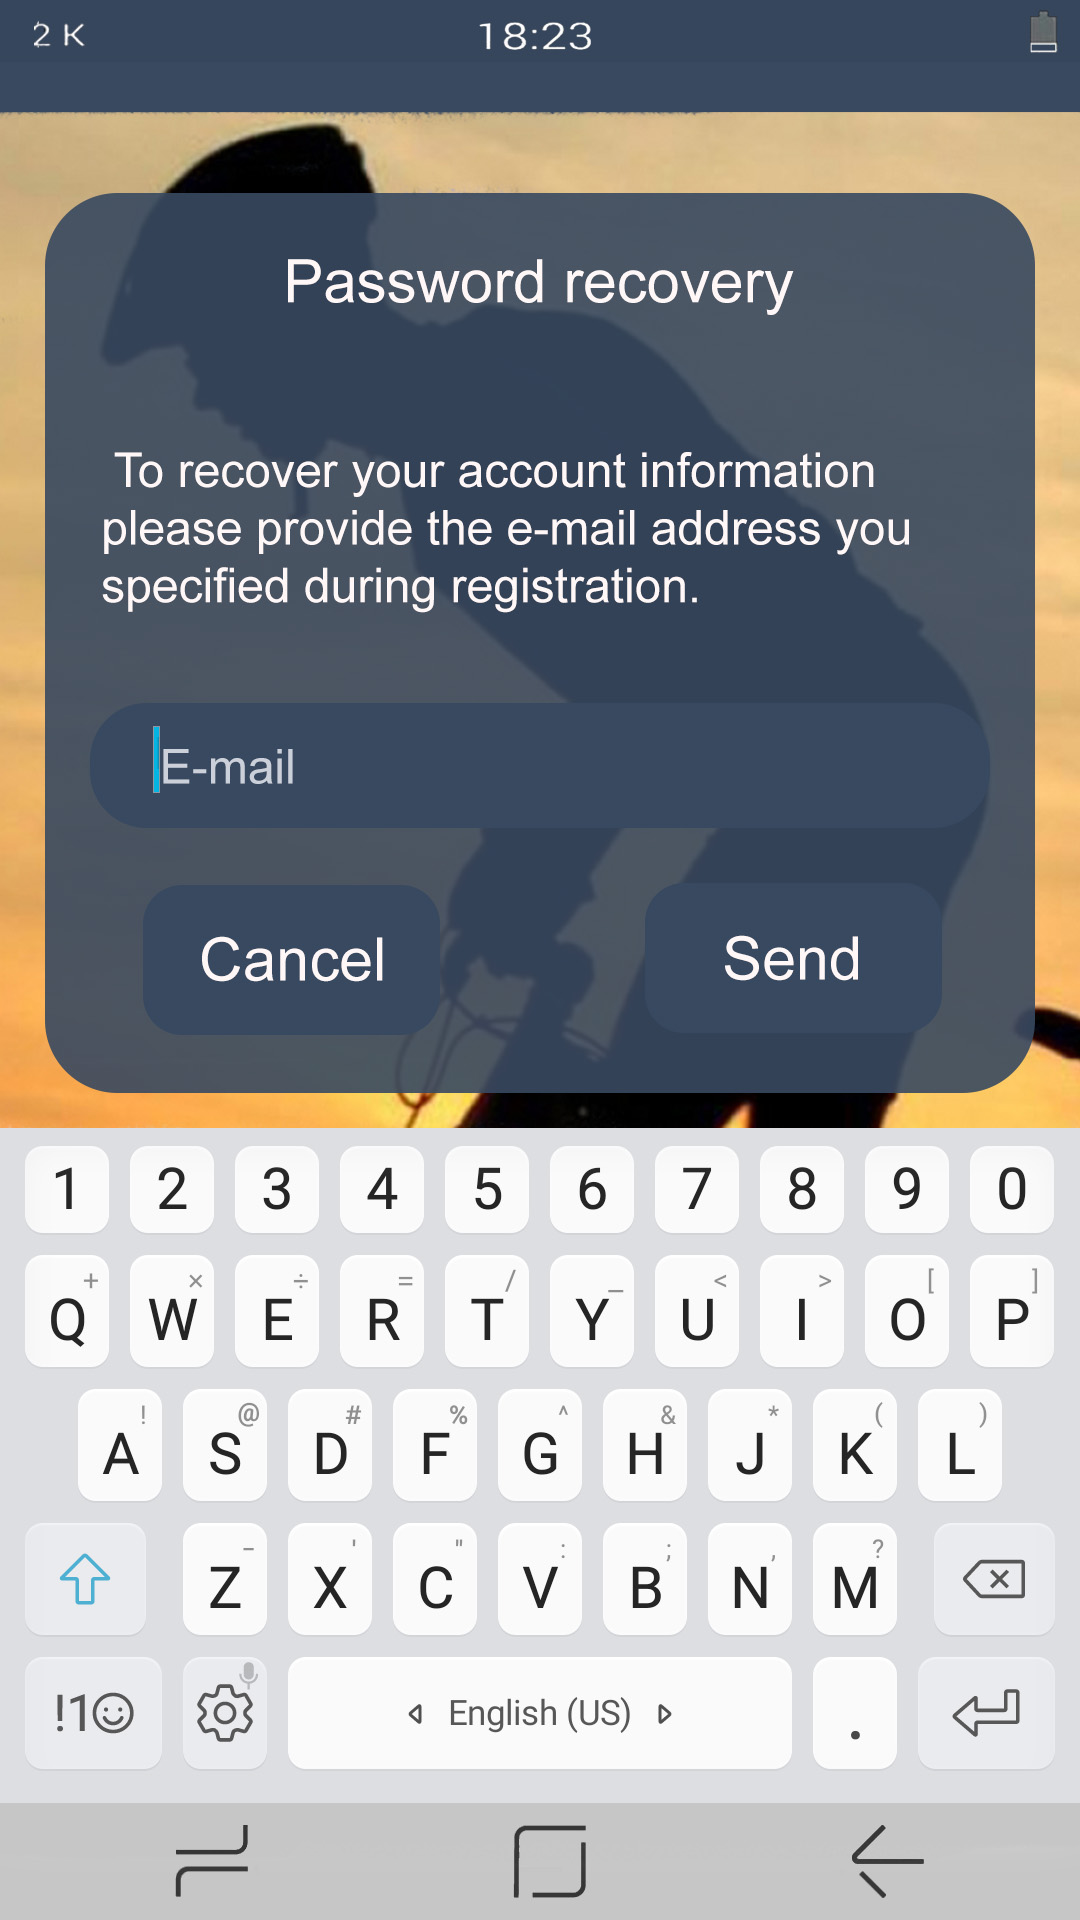 2 K 18:23
Password recovery
To recover your account information
please provide the e-mail address you
specified during registration.
E-mail
Cancel Send
1 2 3 4 5 6 7 8 9 0
+ × ÷ = / _ < > [ ]
Q W E R T Y U I O P
! @ # % ^ & * ( )
A S D F G H J K L
- ' " : ; , ?
Z X C V B N M
!1☺ English (US) .